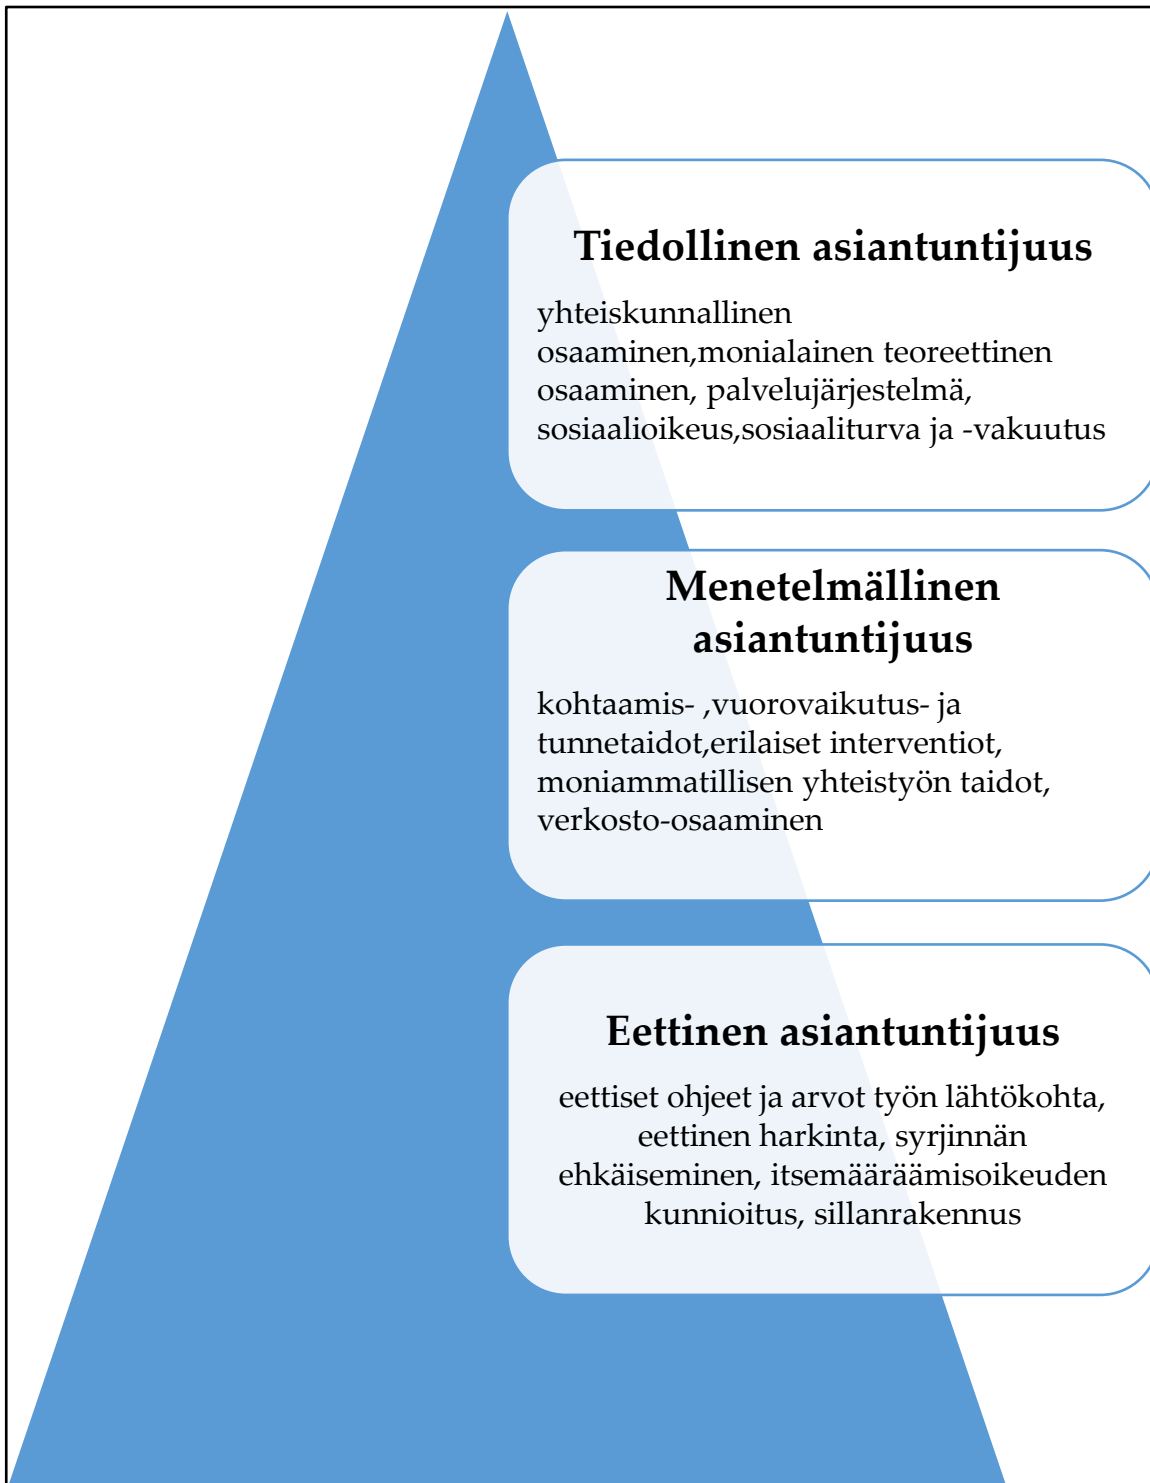 Tiedollinen asiantuntijuus
yhteiskunnallinen
osaaminen,monialainen teoreettinen
osaaminen, palvelujärjestelmä,
sosiaalioikeus,sosiaaliturva ja -vakuutus
Menetelmällinen
asiantuntijuus
kohtaamis- ,vuorovaikutus- ja
tunnetaidot,erilaiset interventiot,
moniammatillisen yhteistyön taidot,
verkosto-osaaminen
Eettinen asiantuntijuus
eettiset ohjeet ja arvot työn lähtökohta,
eettinen harkinta, syrjinnän
ehkäiseminen, itsemääräämisoikeuden
kunnioitus, sillanrakennus